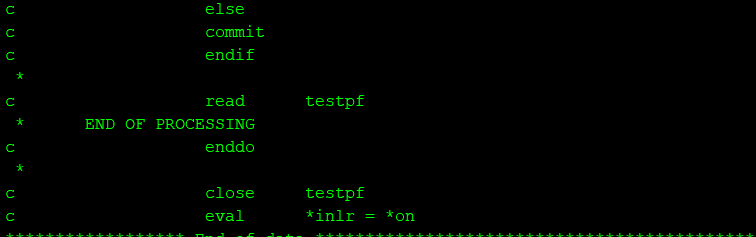 c else
c commit
c endif
*
c read testpf
* END OF PROCESSING
c enddo
*
c close testpf
c eval *inlr = *on
****************** End of data ********************************************